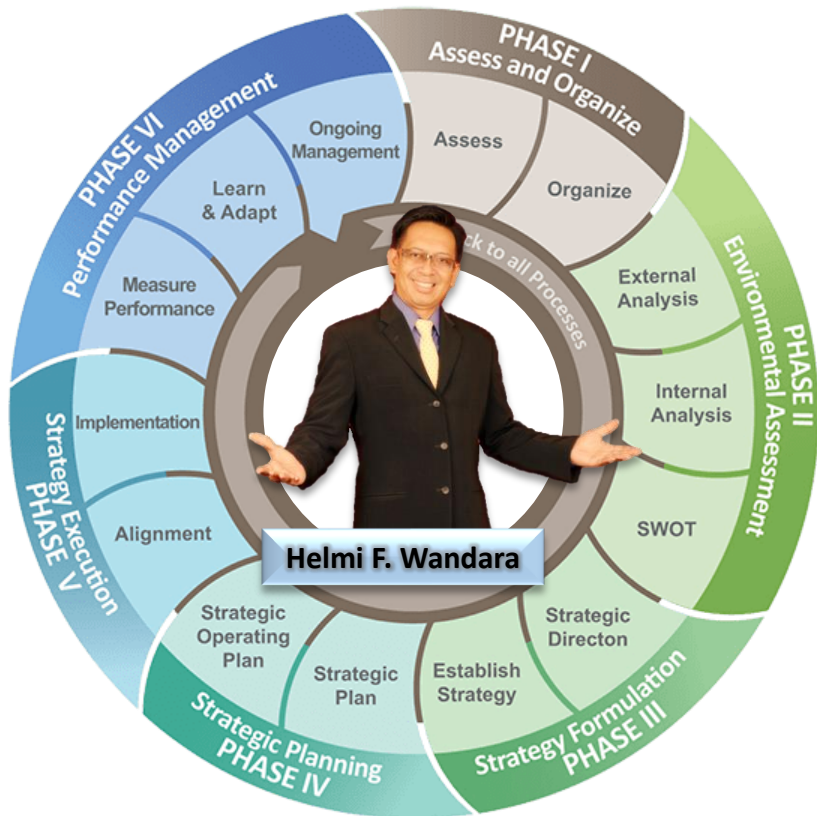 PHASE I
Assess and Organize
Assess
Organize
PHASE II
Environmental Assessment
External
Analysis
Internal
Analysis
SWOT
PHASE III
Strategy Formulation
Strategic
Directon
Establish
Strategy
PHASE IV
Strategic Planning
Strategic
Plan
Strategic
Operating
Plan
PHASE V
Strategy Execution
Alignment
Implementation
PHASE VI
Performance Management
Measure
Performance
Learn
& Adapt
Ongoing
Management
to all Processes
Helmi F. Wandara